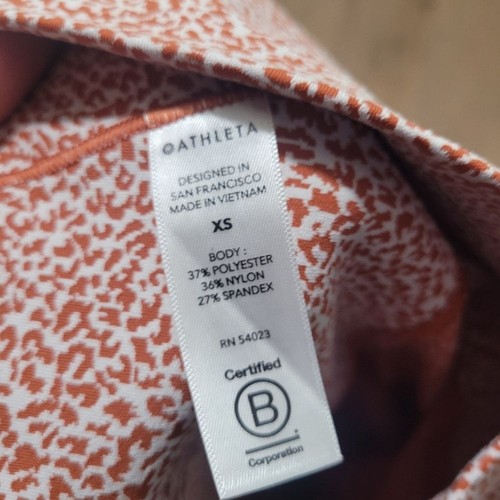 ATHLETA
DESIGNED IN
SAN FRANCISCO
MADE IN VIETNAM
XS
BODY :
37% POLYESTER
36% NYLON
27% SPANDEX
RN 54023
Certified
B
Corporation